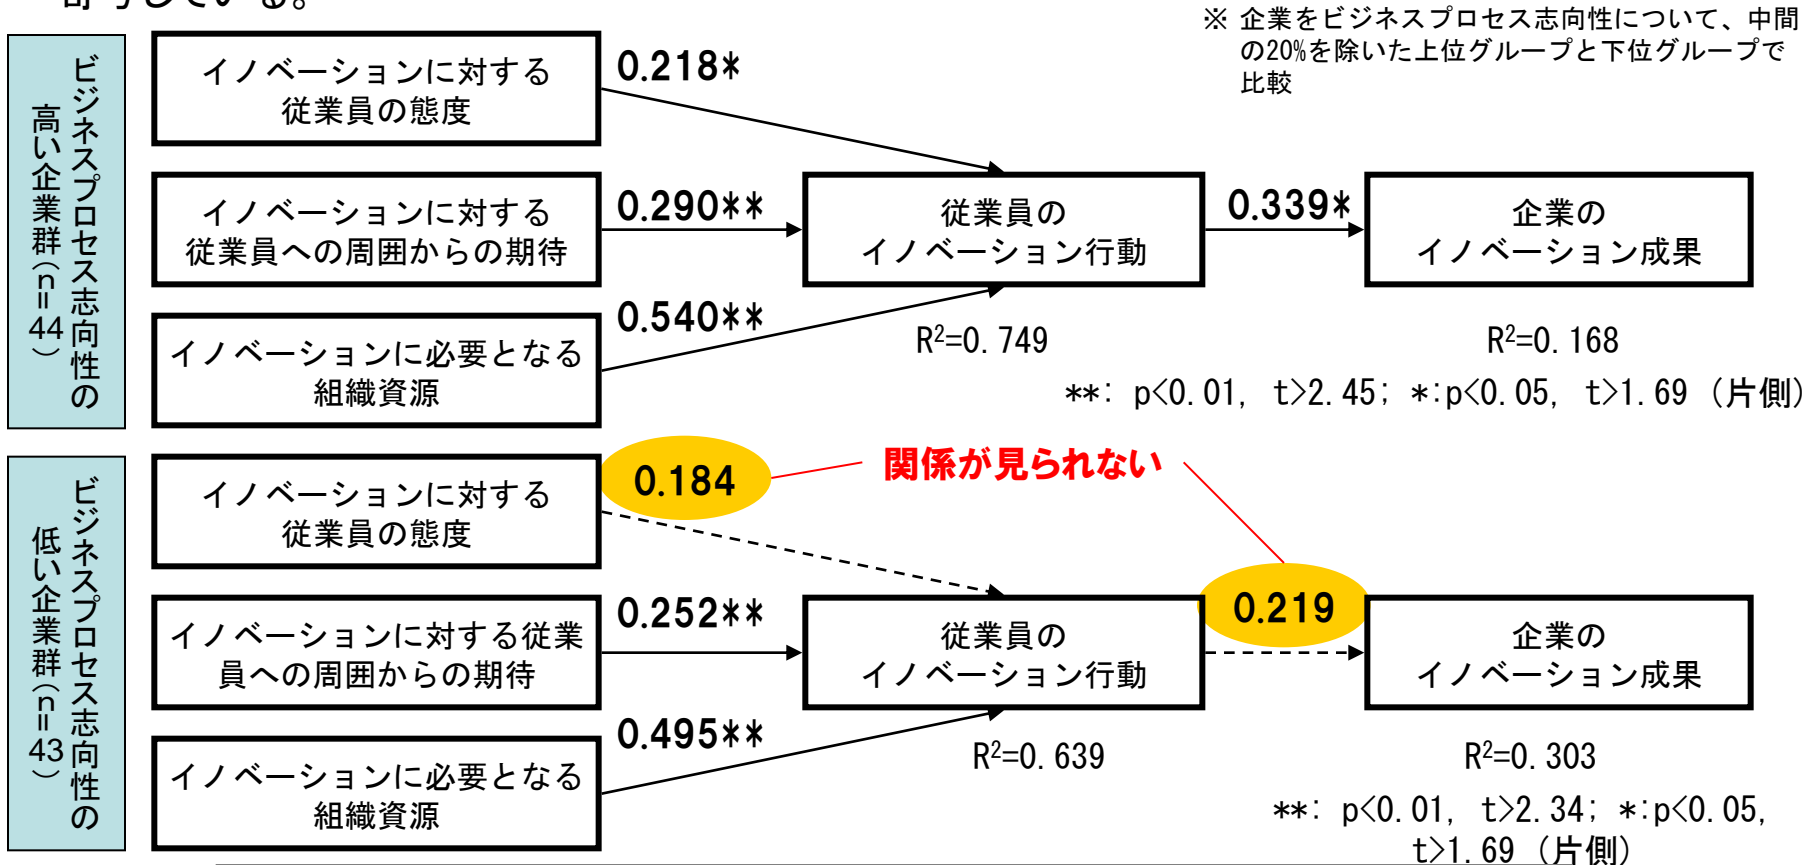 寄与している。
※ 企業をビジネスプロセス志向性について、中間
の20%を除いた上位グループと下位グループで
比較
ビジネスプロセス志向性の
高い企業群(n=44)
イノベーションに対する
従業員の態度
0.218*
イノベーションに対する
従業員への周囲からの期待
0.290**
イノベーションに必要となる
組織資源
0.540**
従業員の
イノベーション行動
R²=0.749
0.339*
企業の
イノベーション成果
R²=0.168
**: p<0.01, t>2.45; *:p<0.05, t>1.69 (片側)
関係が見られない
ビジネスプロセス志向性の
低い企業群(n=43)
イノベーションに対する
従業員の態度
0.184
イノベーションに対する従業
員への周囲からの期待
0.252**
イノベーションに必要となる
組織資源
0.495**
従業員の
イノベーション行動
R²=0.639
0.219
企業の
イノベーション成果
R²=0.303
**: p<0.01, t>2.34; *:p<0.05,
t>1.69 (片側)